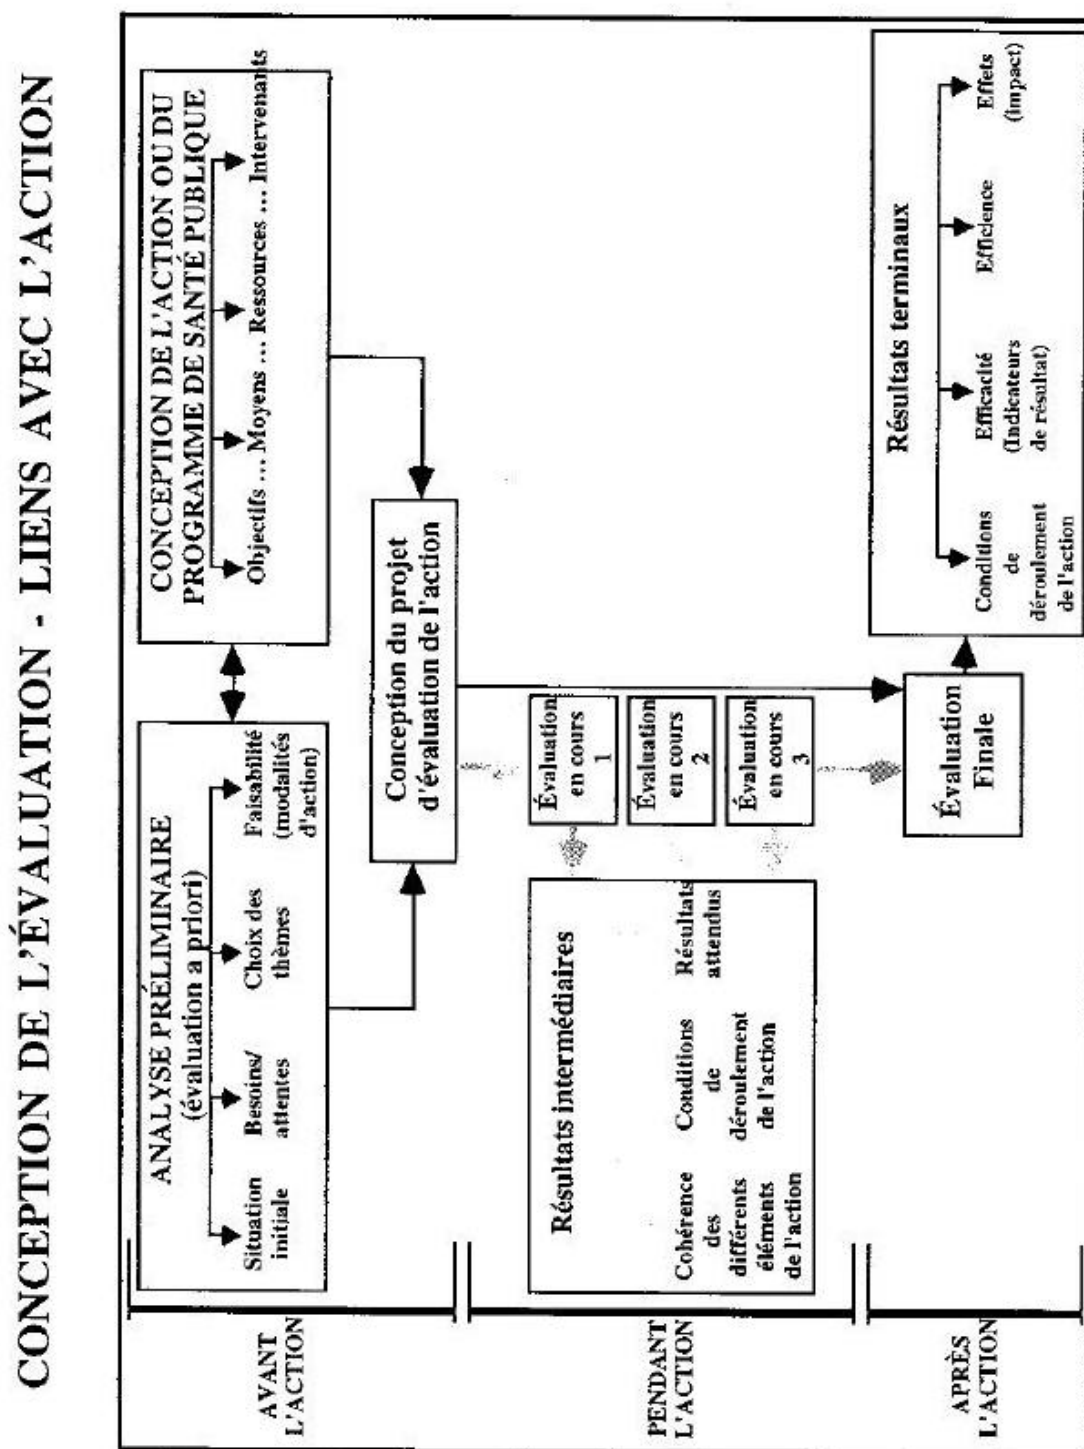 CONCEPTION DE L'ÉVALUATION - LIENS AVEC L'ACTION
AVANT
L'ACTION
ANALYSE PRÉLIMINAIRE
(évaluation a priori)
Situation
initiale
Besoins/
attentes
Choix des
thèmes
Faisabilité
(modalités
d'action)
CONCEPTION DE L'ACTION OU DU
PROGRAMME DE SANTÉ PUBLIQUE
Objectifs ... Moyens ... Ressources ... Intervenants
Conception du projet
d'évaluation de l'action
PENDANT
L'ACTION
Résultats intermédiaires
Cohérence
des
différents
éléments
de l'action
Conditions
de
déroulement
de l'action
Résultats
attendus
Évaluation
en cours
1
Évaluation
en cours
2
Évaluation
en cours
3
APRÈS
L'ACTION
Évaluation
Finale
Résultats terminaux
Conditions
de
déroulement
de l'action
Efficacité
(Indicateurs
de résultat)
Efficience
Effets
(impact)